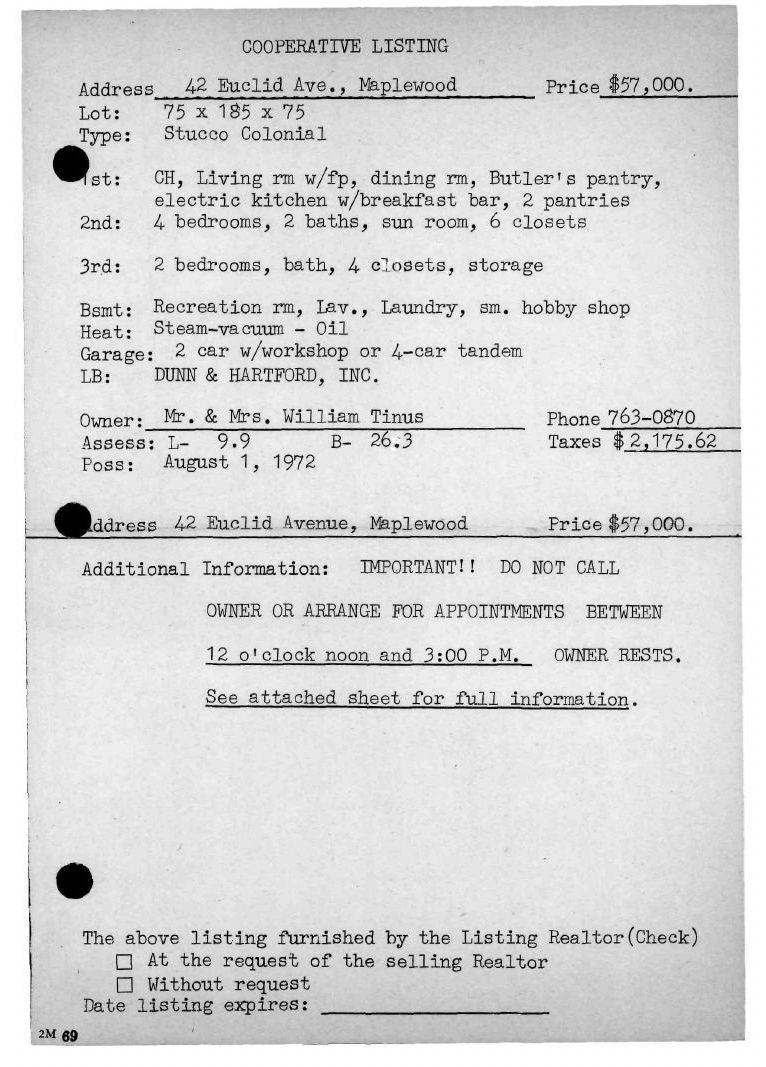 COOPERATIVE LISTING
Address 42 Euclid Ave., Maplewood Price $57,000.
Lot: 75 x 185 x 75
Type: Stucco Colonial
1st: CH, Living rm w/fp, dining rm, Butler's pantry,
electric kitchen w/breakfast bar, 2 pantries
2nd: 4 bedrooms, 2 baths, sun room, 6 closets
3rd: 2 bedrooms, bath, 4 closets, storage
Bsmt: Recreation rm, Lav., Laundry, sm. hobby shop
Heat: Steam-vacuum - Oil
Garage: 2 car w/workshop or 4-car tandem
LB: DUNN & HARTFORD, INC.
Owner: Mr. & Mrs. William Tinus Phone 763-0870
Assess: L- 9.9 B- 26.3 Taxes $ 2,175.62
Poss: August 1, 1972
Address 42 Euclid Avenue, Maplewood Price $57,000.
Additional Information: IMPORTANT!! DO NOT CALL
OWNER OR ARRANGE FOR APPOINTMENTS BETWEEN
12 o'clock noon and 3:00 P.M. OWNER RESTS.
See attached sheet for full information.
The above listing furnished by the Listing Realtor(Check)
☐ At the request of the selling Realtor
☐ Without request
Date listing expires:
2M 69